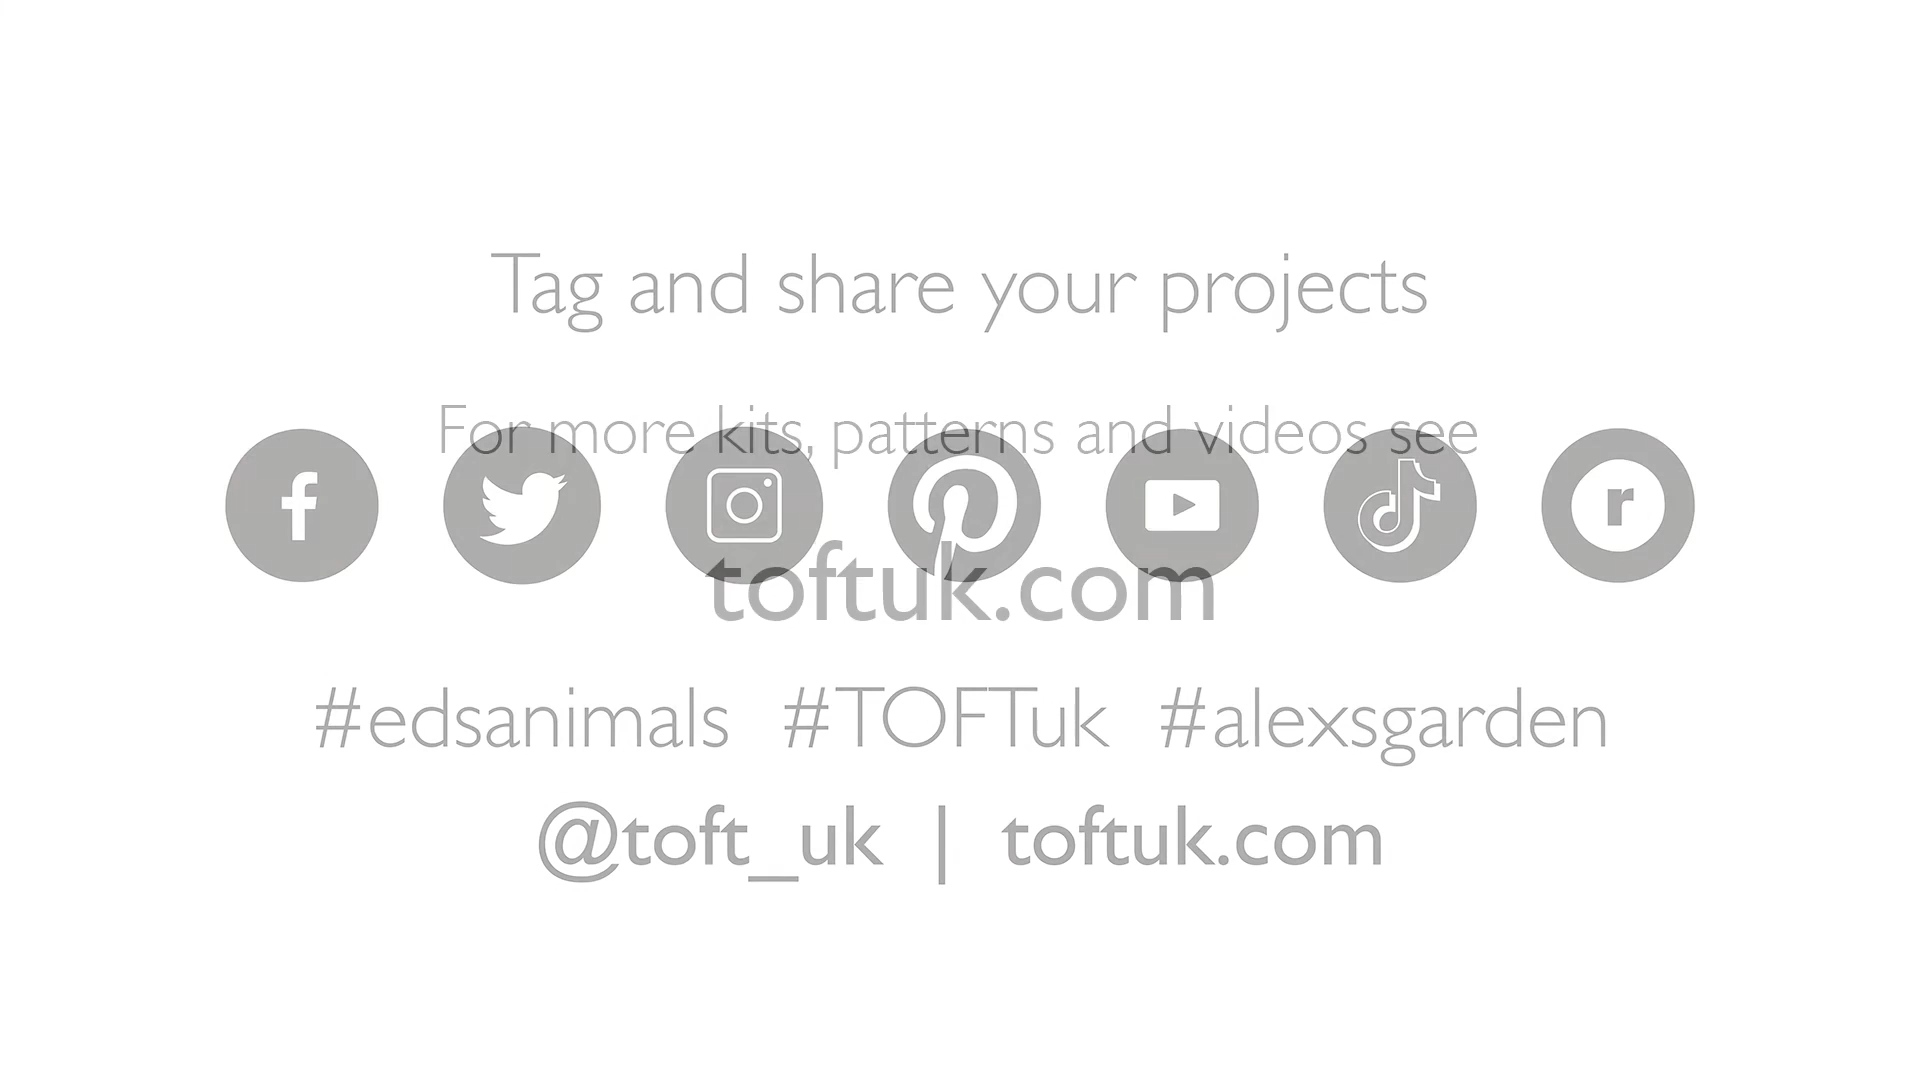 Tag and share your projects
For more kits, patterns and videos see
toftuk.com
#edsanimals #TOFTuk #alexsgarden
@toft_uk | toftuk.com